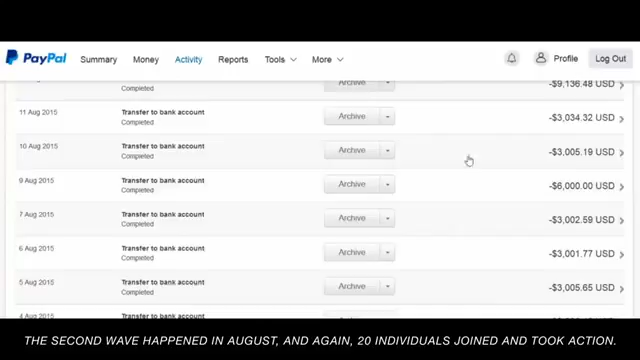 PayPal Summary Money Activity Reports Tools More Profile Log Out
Archive -$9,136.48 USD
Completed
11 Aug 2015 Transfer to bank account Archive -$3,034.32 USD
Completed
10 Aug 2015 Transfer to bank account Archive -$3,005.19 USD
Completed
9 Aug 2015 Transfer to bank account Archive -$6,000.00 USD
Completed
7 Aug 2015 Transfer to bank account Archive -$3,002.59 USD
Completed
6 Aug 2015 Transfer to bank account Archive -$3,001.77 USD
Completed
5 Aug 2015 Transfer to bank account Archive -$3,005.65 USD
Completed
4 Aug 2015 Transfer to bank account
THE SECOND WAVE HAPPENED IN AUGUST, AND AGAIN, 20 INDIVIDUALS JOINED AND TOOK ACTION.